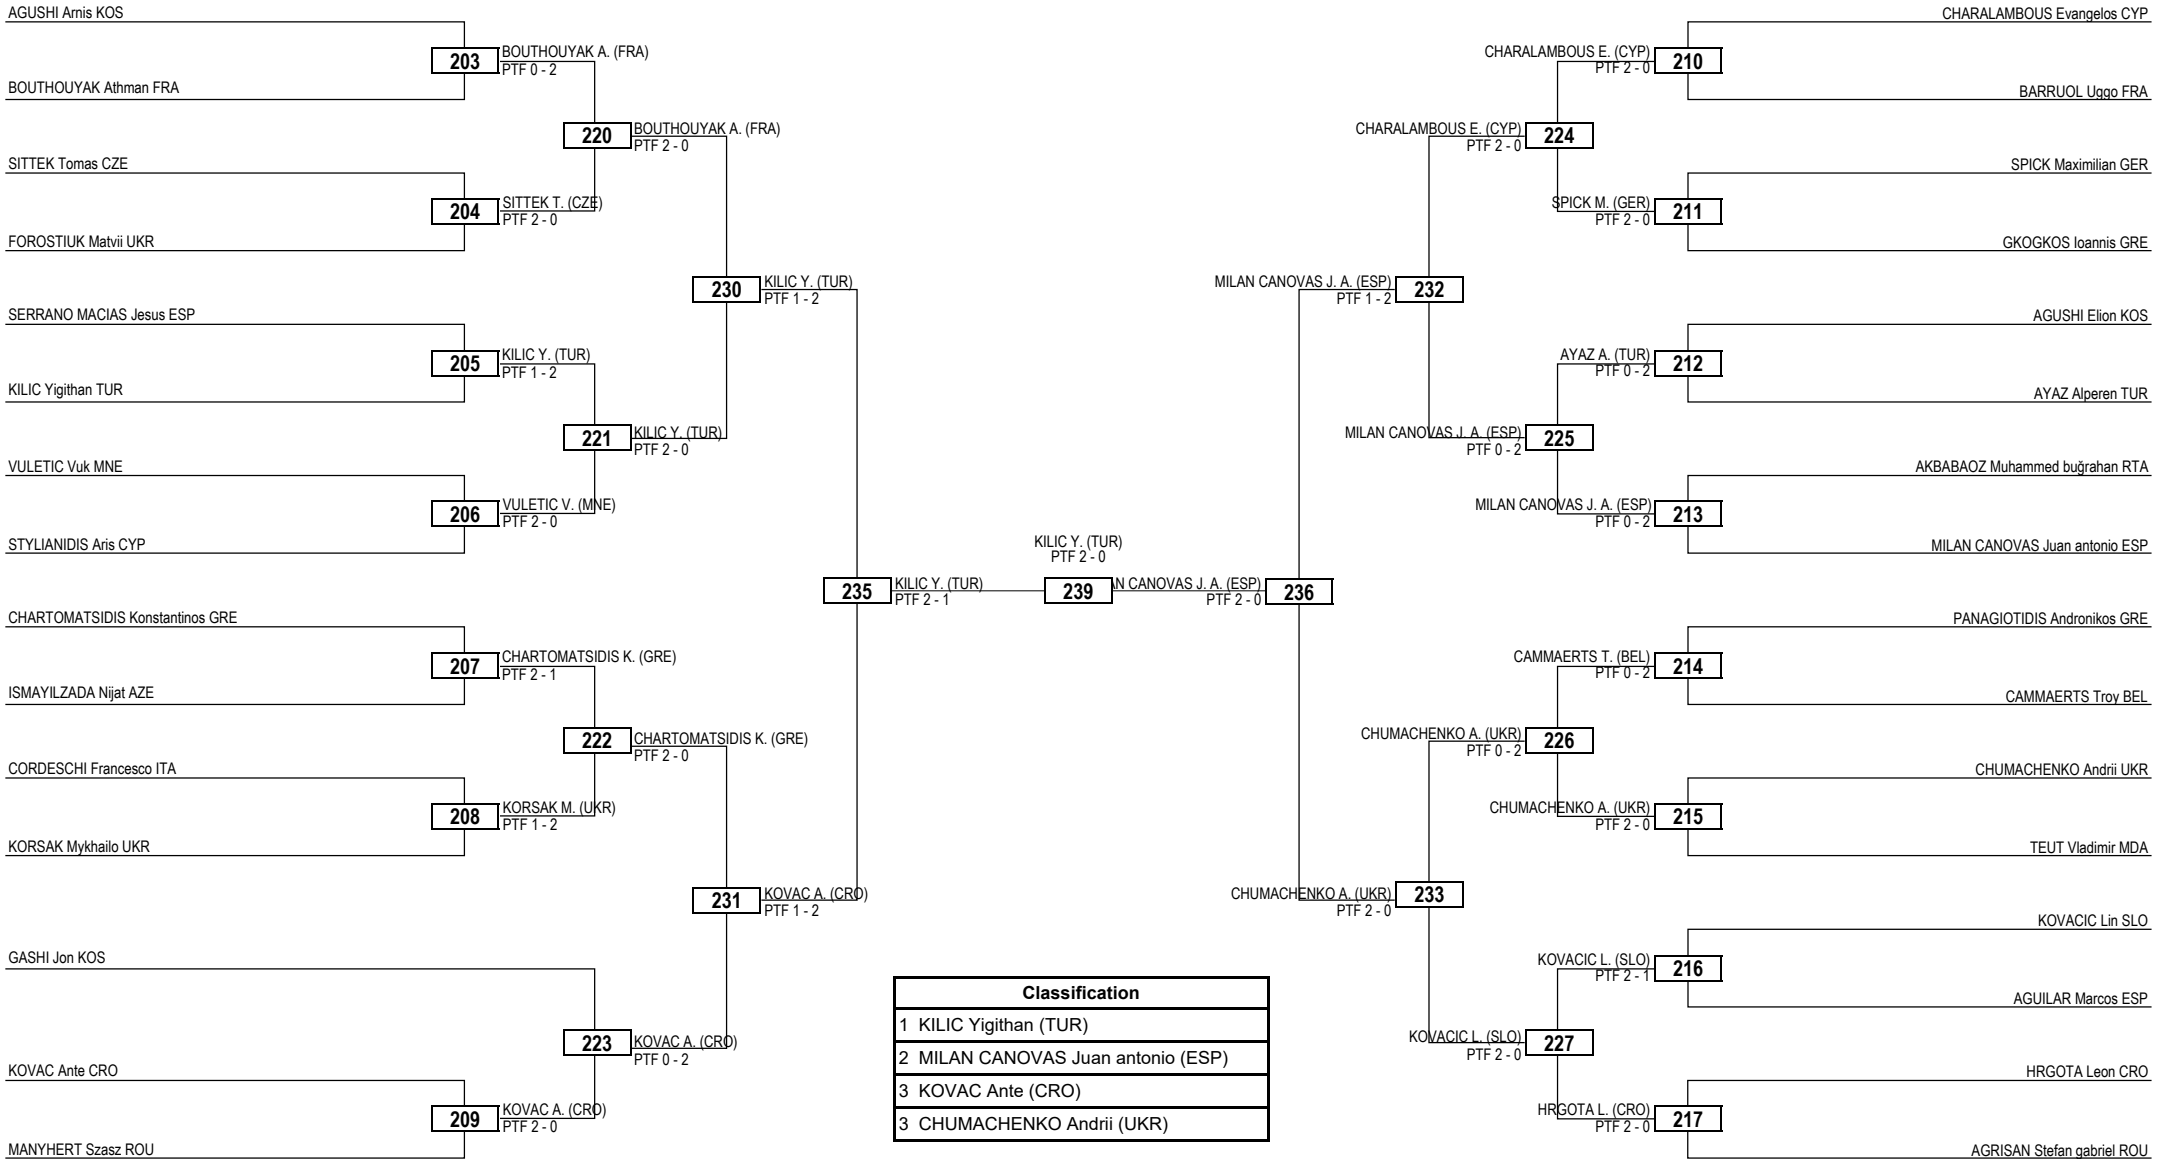 AGUSHI Arnis KOS
203
BOUTHOUYAK A. (FRA)
PTF 0 - 2
BOUTHOUYAK Athman FRA
220
BOUTHOUYAK A. (FRA)
PTF 2 - 0
SITTEK Tomas CZE
204
SITTEK T. (CZE)
PTF 2 - 0
FOROSTIUK Matvii UKR
230
KILIC Y. (TUR)
PTF 1 - 2
SERRANO MACIAS Jesus ESP
205
KILIC Y. (TUR)
PTF 1 - 2
KILIC Yigithan TUR
221
KILIC Y. (TUR)
PTF 2 - 0
VULETIC Vuk MNE
206
VULETIC V. (MNE)
PTF 2 - 0
STYLIANIDIS Aris CYP
235
KILIC Y. (TUR)
PTF 2 - 1
CHARTOMATSIDIS Konstantinos GRE
207
CHARTOMATSIDIS K. (GRE)
PTF 2 - 1
ISMAYILZADA Nijat AZE
222
CHARTOMATSIDIS K. (GRE)
PTF 2 - 0
CORDESCHI Francesco ITA
208
KORSAK M. (UKR)
PTF 1 - 2
KORSAK Mykhailo UKR
231
KOVAC A. (CRO)
PTF 1 - 2
GASHI Jon KOS
223
KOVAC A. (CRO)
PTF 0 - 2
KOVAC Ante CRO
209
KOVAC A. (CRO)
PTF 2 - 0
MANYHERT Szasz ROU
KILIC Y. (TUR)
PTF 2 - 0
239
AN CANOVAS J. A. (ESP)
PTF 2 - 0
236
CHARALAMBOUS Evangelos CYP
CHARALAMBOUS E. (CYP)
PTF 2 - 0
210
BARRUOL Uggo FRA
CHARALAMBOUS E. (CYP)
PTF 2 - 0
224
SPICK Maximilian GER
SPICK M. (GER)
PTF 2 - 0
211
GKOGKOS Ioannis GRE
MILAN CANOVAS J. A. (ESP)
PTF 1 - 2
232
AGUSHI Elion KOS
AYAZ A. (TUR)
PTF 0 - 2
212
AYAZ Alperen TUR
MILAN CANOVAS J. A. (ESP)
PTF 0 - 2
225
AKBABAOZ Muhammed buğrahan RTA
MILAN CANOVAS J. A. (ESP)
PTF 0 - 2
213
MILAN CANOVAS Juan antonio ESP
PANAGIOTIDIS Andronikos GRE
CAMMAERTS T. (BEL)
PTF 0 - 2
214
CAMMAERTS Troy BEL
CHUMACHENKO A. (UKR)
PTF 0 - 2
226
CHUMACHENKO Andrii UKR
CHUMACHENKO A. (UKR)
PTF 2 - 0
215
TEUT Vladimir MDA
CHUMACHENKO A. (UKR)
PTF 2 - 0
233
KOVACIC Lin SLO
KOVACIC L. (SLO)
PTF 2 - 1
216
AGUILAR Marcos ESP
KOVACIC L. (SLO)
PTF 2 - 0
227
HRGOTA Leon CRO
HRGOTA L. (CRO)
PTF 2 - 0
217
AGRISAN Stefan gabriel ROU
Classification
1 KILIC Yigithan (TUR)
2 MILAN CANOVAS Juan antonio (ESP)
3 KOVAC Ante (CRO)
3 CHUMACHENKO Andrii (UKR)